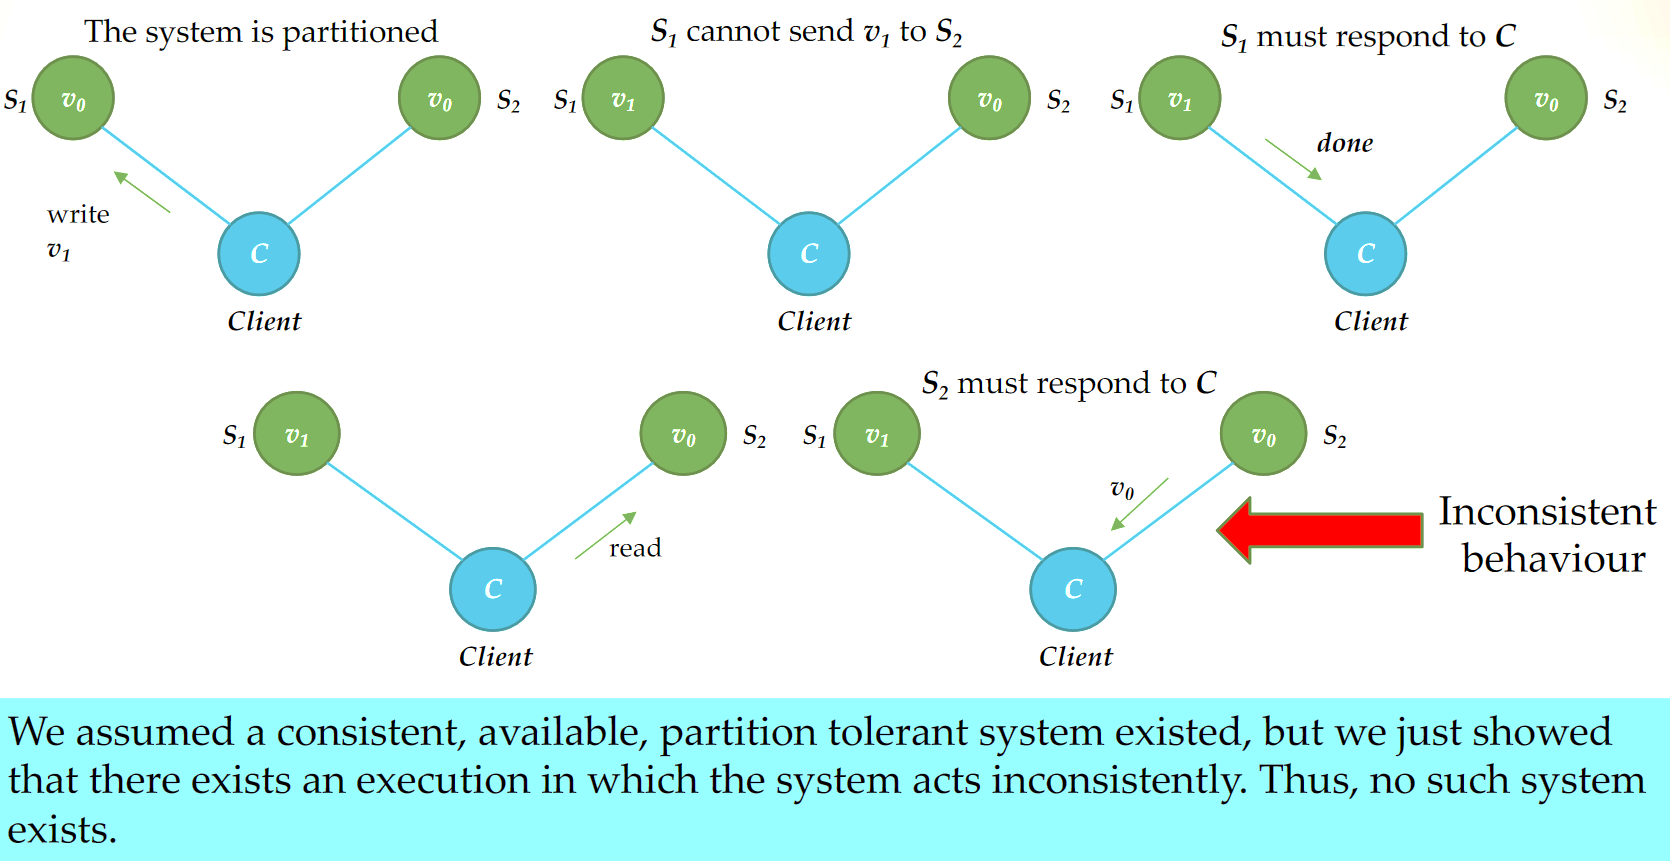 The system is partitioned
S₁ v₀ v₀ S₂
write
v₁
C
Client
S₁ cannot send v₁ to S₂
S₁ v₁ v₀ S₂
C
Client
S₁ must respond to C
S₁ v₁ v₀ S₂
done
C
Client
S₁ v₁ v₀ S₂
read
C
Client
S₂ must respond to C
S₁ v₁ v₀ S₂
v₀
C
Client
Inconsistent
behaviour
We assumed a consistent, available, partition tolerant system existed, but we just showed
that there exists an execution in which the system acts inconsistently. Thus, no such system
exists.